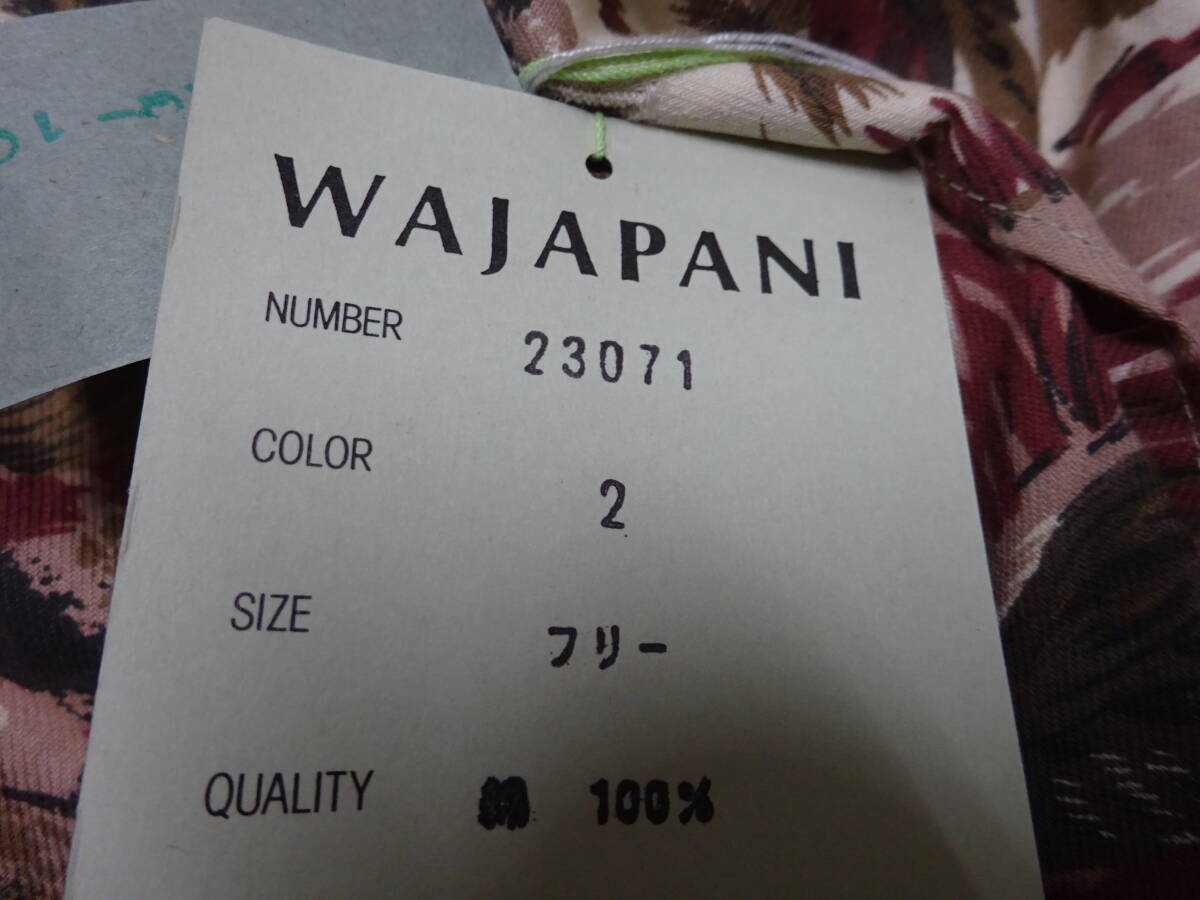 WAJAPANI
NUMBER 23071
COLOR 2
SIZE フリー
QUALITY 綿 100%